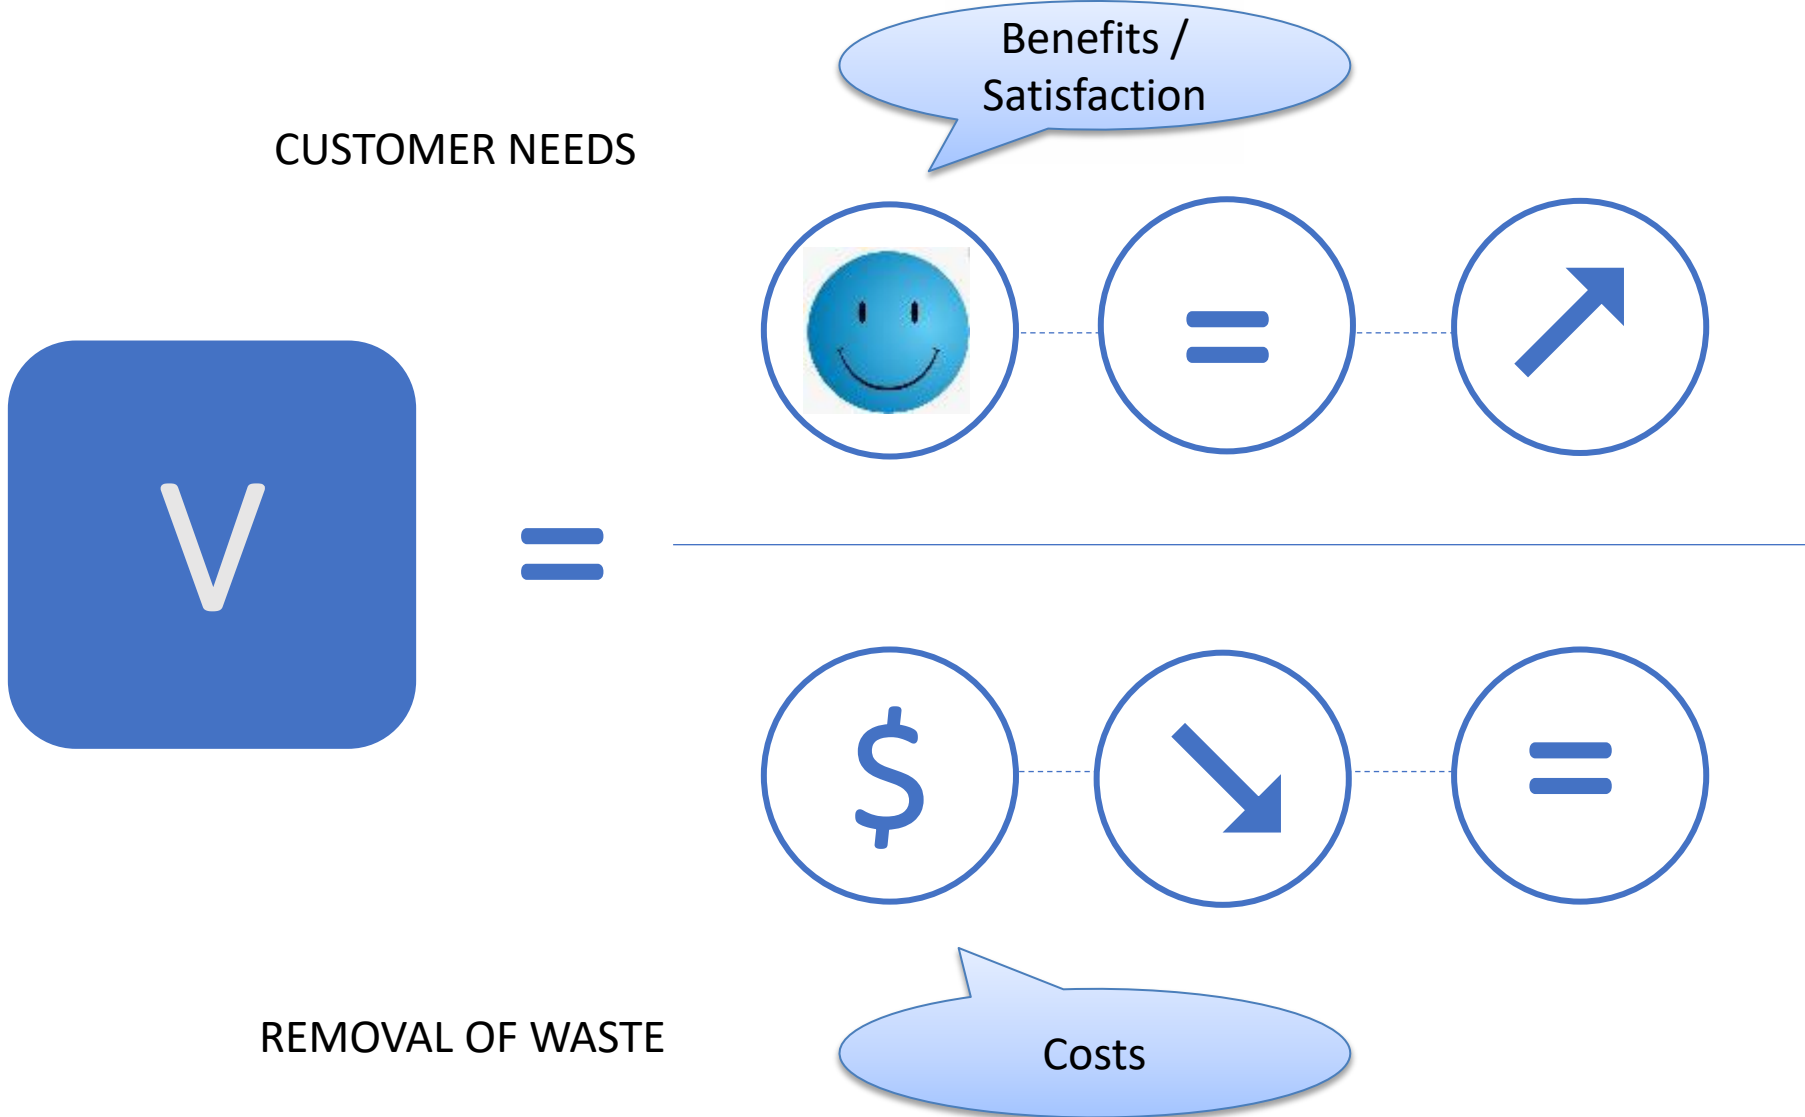 Benefits /
Satisfaction
CUSTOMER NEEDS
=
V
=
$
=
REMOVAL OF WASTE
Costs